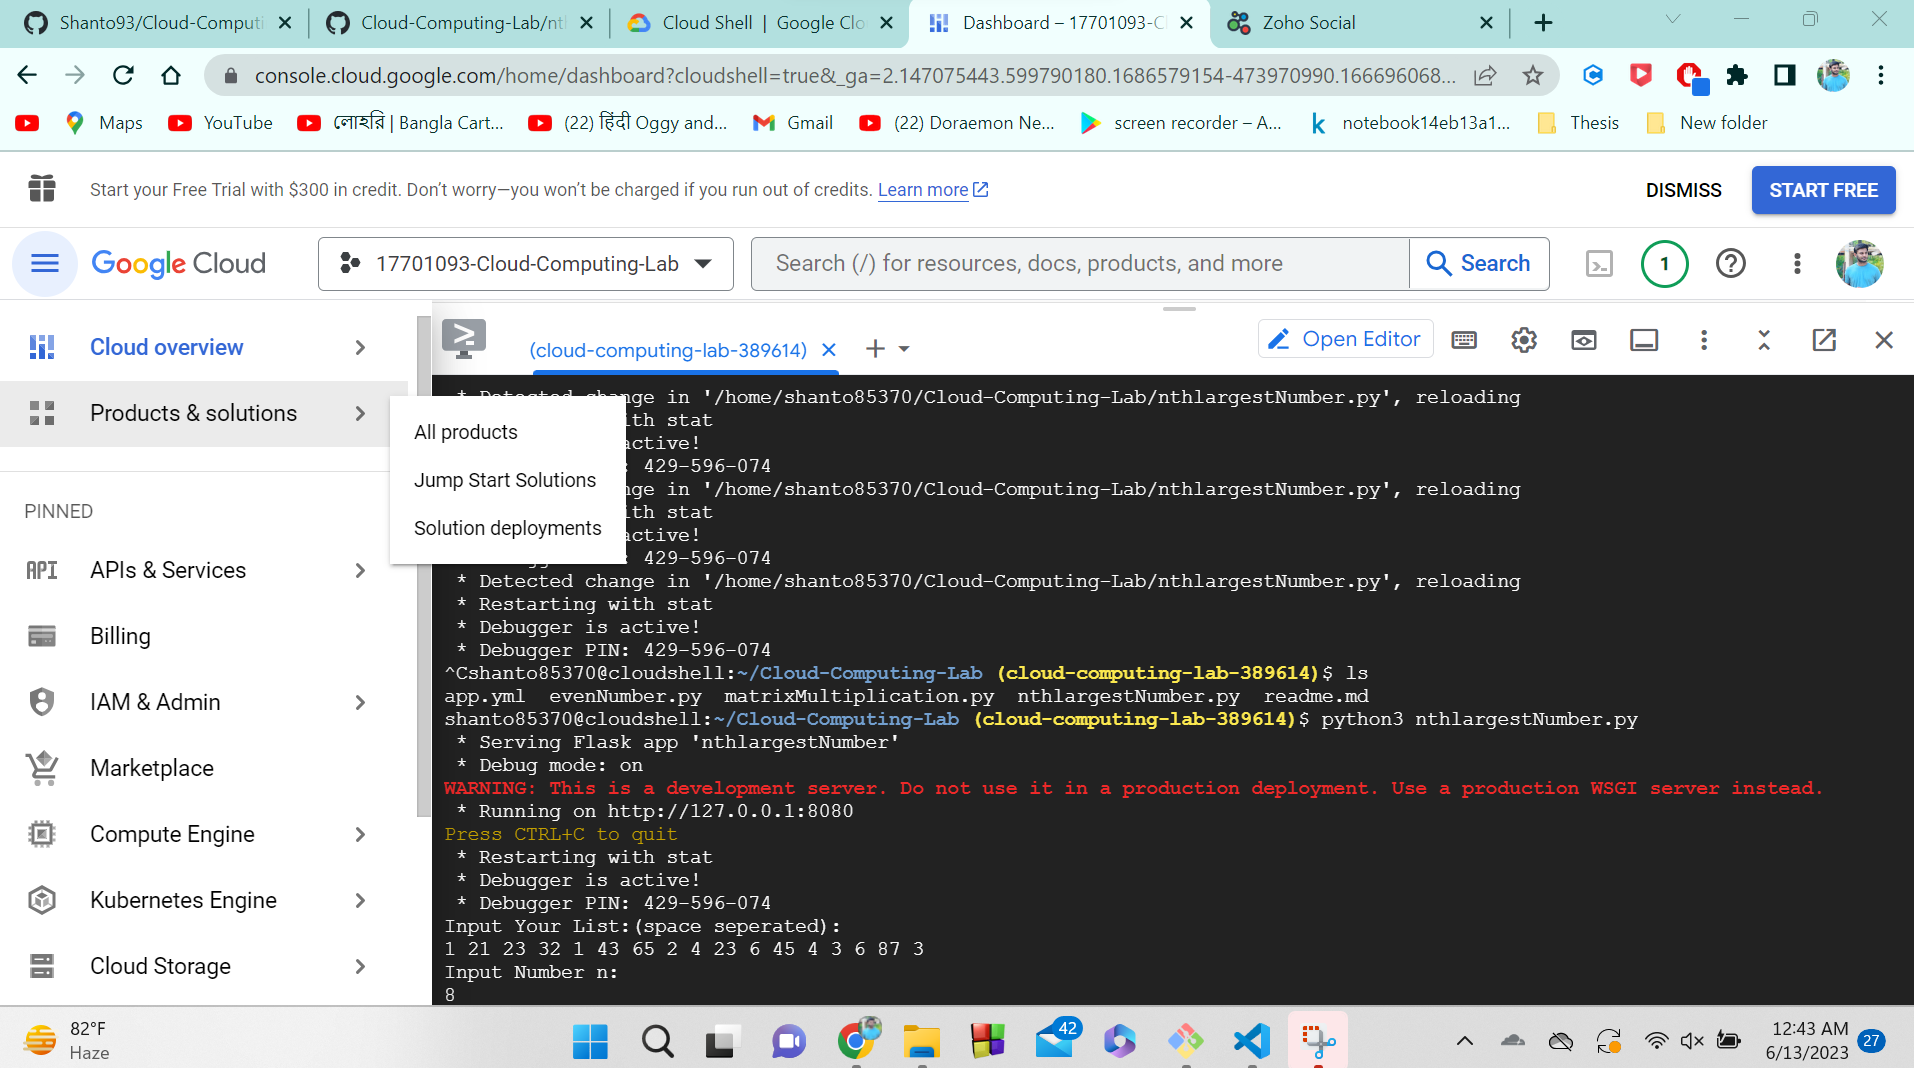 Shanto93/Cloud-Computi
Cloud-Computing-Lab/nt
Cloud Shell | Google Clo
Dashboard – 17701093-C
Zoho Social
console.cloud.google.com/home/dashboard?cloudshell=true&_ga=2.147075443.599790180.1686579154-473970990.166696068...
Maps
YouTube
লোহরি | Bangla Cart...
(22) हिंदी Oggy and...
Gmail
(22) Doraemon Ne...
screen recorder – A...
notebook14eb13a1...
Thesis
New folder
Start your Free Trial with $300 in credit. Don't worry—you won't be charged if you run out of credits. Learn more
DISMISS
START FREE
Google Cloud
17701093-Cloud-Computing-Lab
Search (/) for resources, docs, products, and more
Search
1
Cloud overview
Products & solutions
PINNED
API
APIs & Services
Billing
IAM & Admin
Marketplace
Compute Engine
Kubernetes Engine
Cloud Storage
All products
Jump Start Solutions
Solution deployments
(cloud-computing-lab-389614)
Open Editor
* Detected change in '/home/shanto85370/Cloud-Computing-Lab/nthlargestNumber.py', reloading
ith stat
active!
: 429-596-074
nge in '/home/shanto85370/Cloud-Computing-Lab/nthlargestNumber.py', reloading
ith stat
active!
: 429-596-074
* Detected change in '/home/shanto85370/Cloud-Computing-Lab/nthlargestNumber.py', reloading
* Restarting with stat
* Debugger is active!
* Debugger PIN: 429-596-074
^Cshanto85370@cloudshell:~/Cloud-Computing-Lab (cloud-computing-lab-389614)$ ls
app.yml evenNumber.py matrixMultiplication.py nthlargestNumber.py readme.md
shanto85370@cloudshell:~/Cloud-Computing-Lab (cloud-computing-lab-389614)$ python3 nthlargestNumber.py
* Serving Flask app 'nthlargestNumber'
* Debug mode: on
WARNING: This is a development server. Do not use it in a production deployment. Use a production WSGI server instead.
* Running on http://127.0.0.1:8080
Press CTRL+C to quit
* Restarting with stat
* Debugger is active!
* Debugger PIN: 429-596-074
Input Your List:(space seperated):
1 21 23 32 1 43 65 2 4 23 6 45 4 3 6 87 3
Input Number n:
8
82°F
Haze
42
12:43 AM
6/13/2023
27